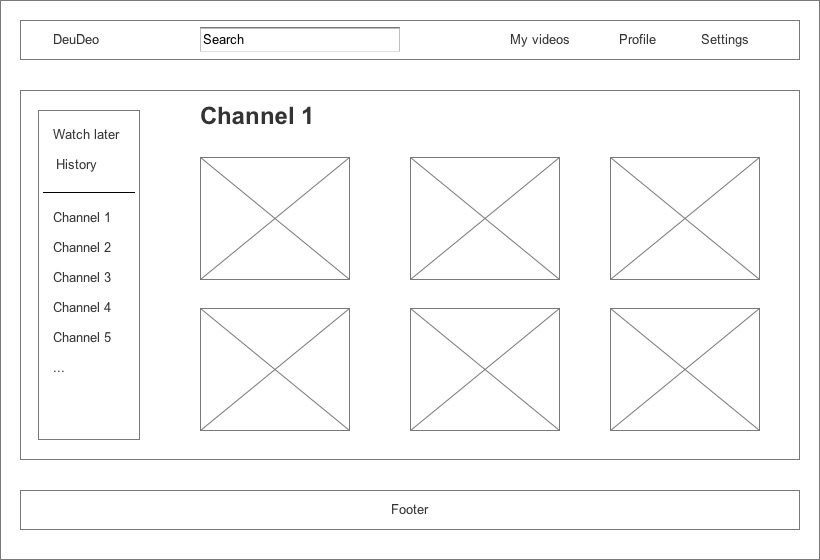 DeuDeo Search My videos Profile Settings
Channel 1
Watch later
History
Channel 1
Channel 2
Channel 3
Channel 4
Channel 5
...
Footer